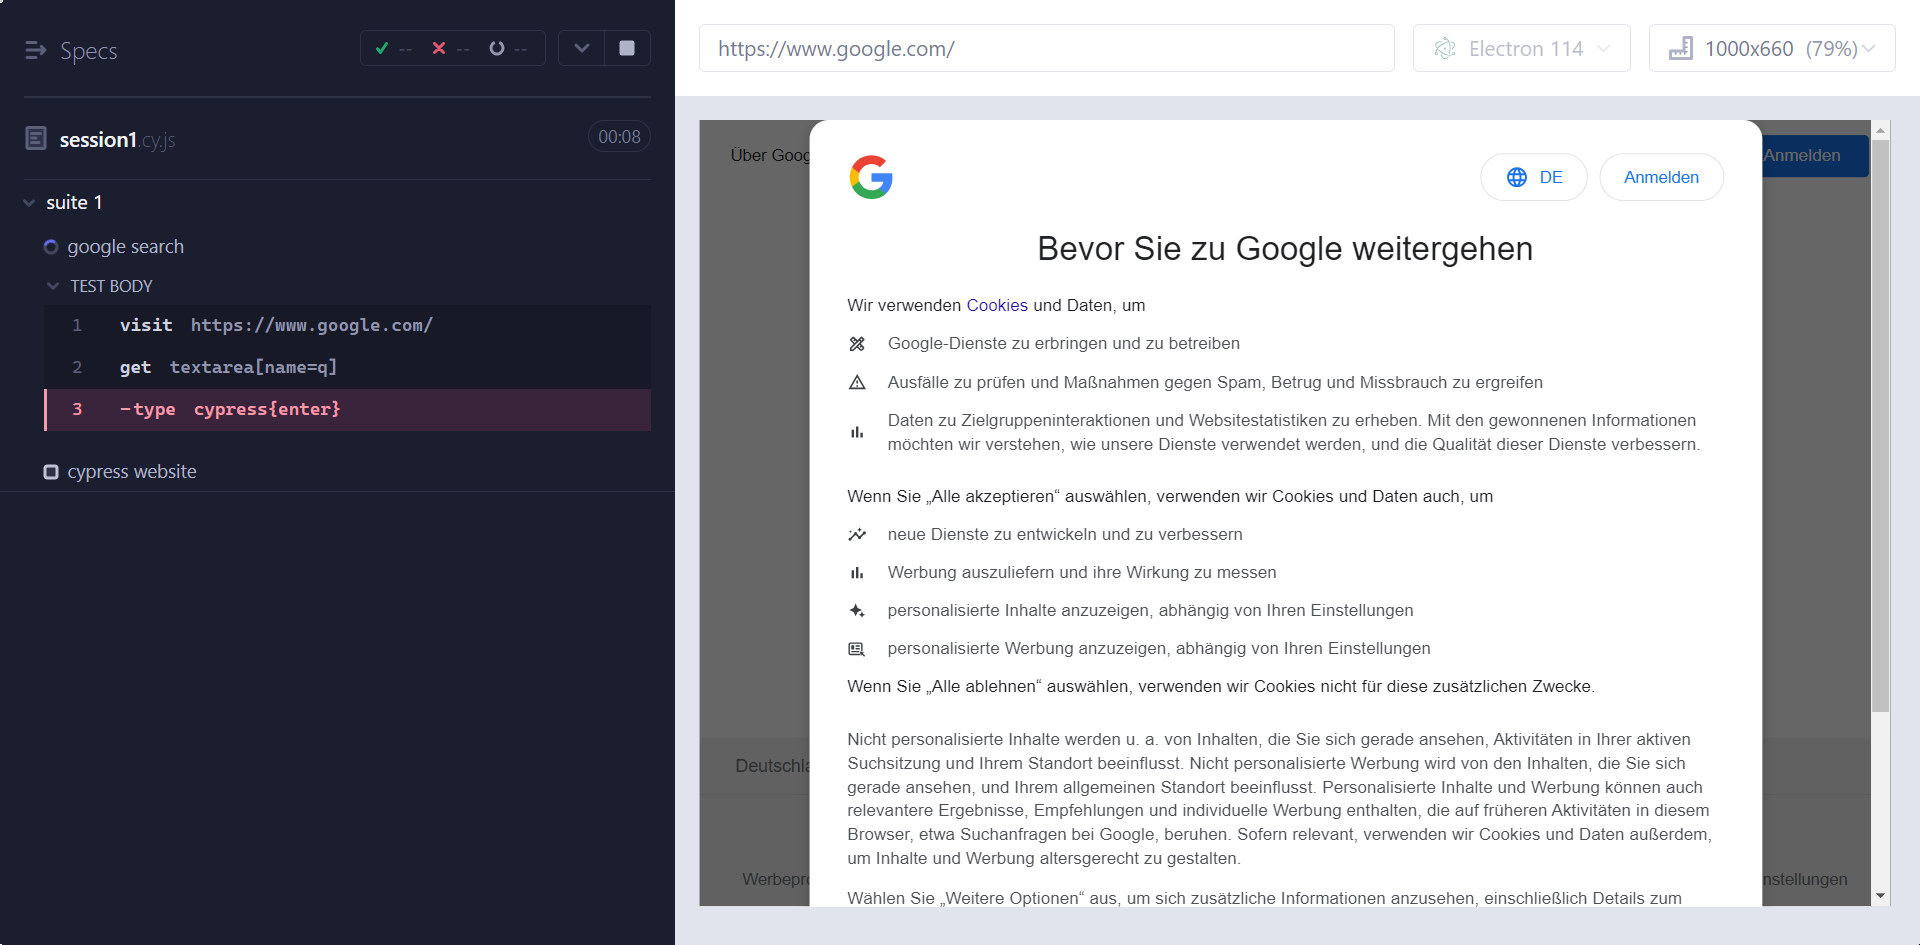 Specs
-- -- --
session1.cy.js
00:08
suite 1
google search
TEST BODY
1 visit https://www.google.com/
2 get textarea[name=q]
3 -type cypress{enter}
cypress website
https://www.google.com/
Electron 114
1000x660 (79%)
Über Goog
Anmelden
DE
Anmelden
Bevor Sie zu Google weitergehen
Wir verwenden Cookies und Daten, um
Google-Dienste zu erbringen und zu betreiben
Ausfälle zu prüfen und Maßnahmen gegen Spam, Betrug und Missbrauch zu ergreifen
Daten zu Zielgruppeninteraktionen und Websitestatistiken zu erheben. Mit den gewonnenen Informationen
möchten wir verstehen, wie unsere Dienste verwendet werden, und die Qualität dieser Dienste verbessern.
Wenn Sie „Alle akzeptieren“ auswählen, verwenden wir Cookies und Daten auch, um
neue Dienste zu entwickeln und zu verbessern
Werbung auszuliefern und ihre Wirkung zu messen
personalisierte Inhalte anzuzeigen, abhängig von Ihren Einstellungen
personalisierte Werbung anzuzeigen, abhängig von Ihren Einstellungen
Wenn Sie „Alle ablehnen“ auswählen, verwenden wir Cookies nicht für diese zusätzlichen Zwecke.
Nicht personalisierte Inhalte werden u. a. von Inhalten, die Sie sich gerade ansehen, Aktivitäten in Ihrer aktiven
Suchsitzung und Ihrem Standort beeinflusst. Nicht personalisierte Werbung wird von den Inhalten, die Sie sich
gerade ansehen, und Ihrem allgemeinen Standort beeinflusst. Personalisierte Inhalte und Werbung können auch
relevantere Ergebnisse, Empfehlungen und individuelle Werbung enthalten, die auf früheren Aktivitäten in diesem
Browser, etwa Suchanfragen bei Google, beruhen. Sofern relevant, verwenden wir Cookies und Daten außerdem,
um Inhalte und Werbung altersgerecht zu gestalten.
Wählen Sie „Weitere Optionen“ aus, um sich zusätzliche Informationen anzusehen, einschließlich Details zum
Deutschla
Werbepro
nstellungen